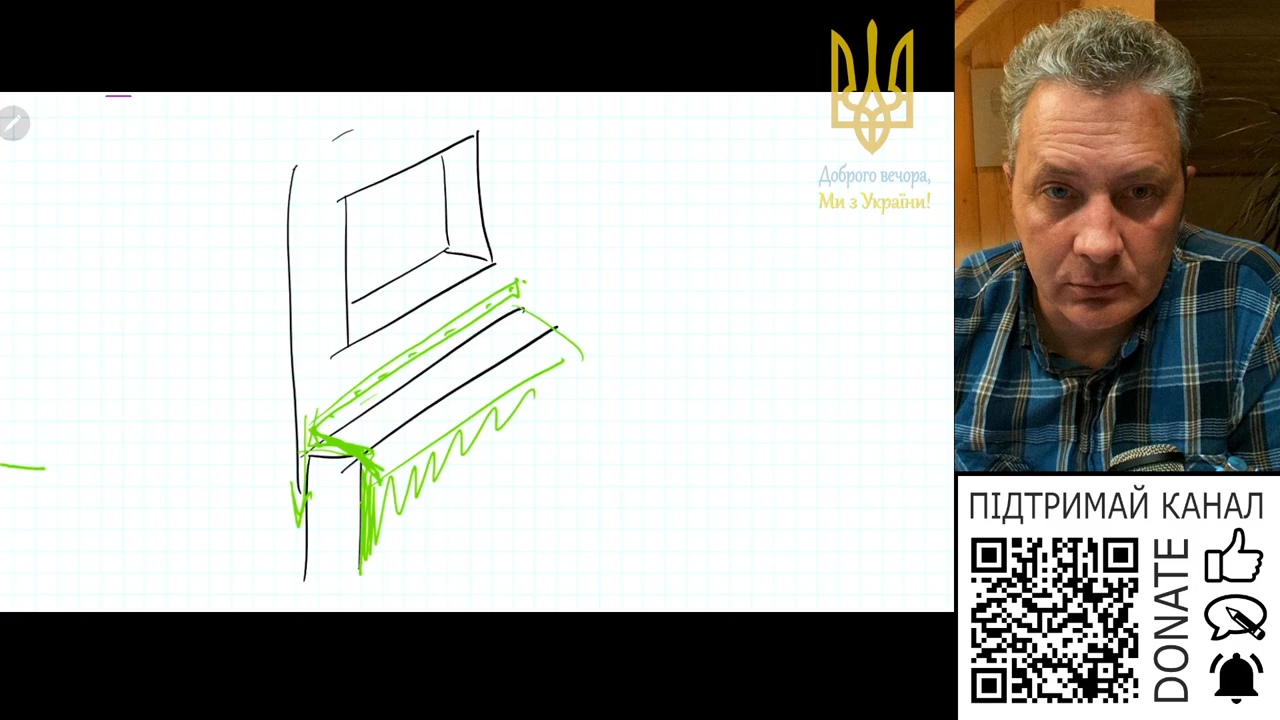 Доброго вечора,
Ми з України!
ПІДТРИМАЙ КАНАЛ
DONATE